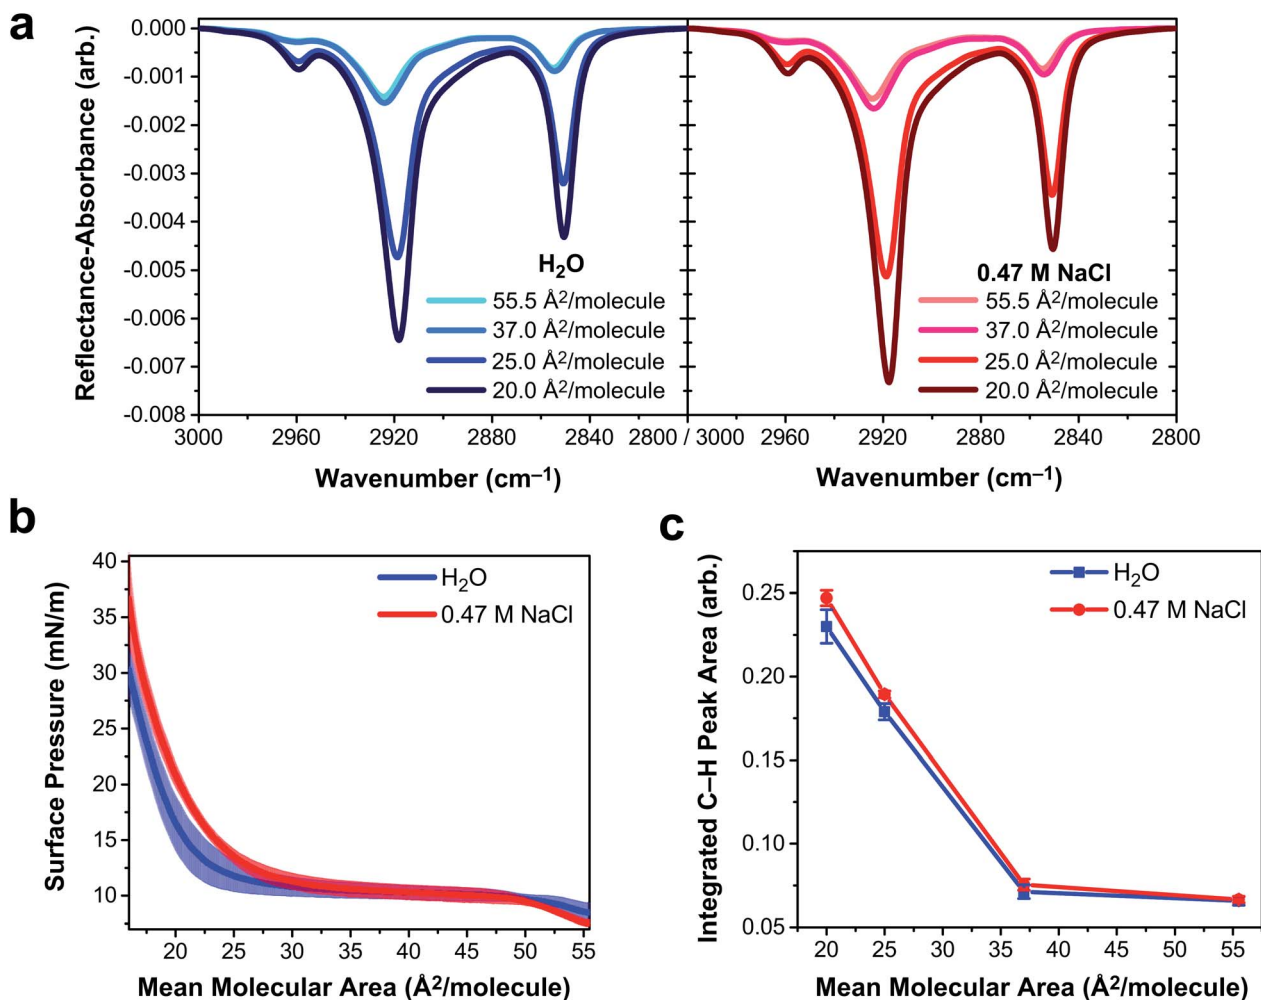 a
Reflectance-Absorbance (arb.)
0.000
-0.001
-0.002
-0.003
-0.004
-0.005
-0.006
-0.007
-0.008
H₂O
55.5 Å²/molecule
37.0 Å²/molecule
25.0 Å²/molecule
20.0 Å²/molecule
0.47 M NaCl
55.5 Å²/molecule
37.0 Å²/molecule
25.0 Å²/molecule
20.0 Å²/molecule
3000 2960 2920 2880 2840 2800 / 3000 2960 2920 2880 2840 2800
Wavenumber (cm⁻¹) Wavenumber (cm⁻¹)
b
Surface Pressure (mN/m)
40
35
30
25
20
15
10
H₂O
0.47 M NaCl
20 25 30 35 40 45 50 55
Mean Molecular Area (Å²/molecule)
c
Integrated C–H Peak Area (arb.)
0.25
0.20
0.15
0.10
0.05
H₂O
0.47 M NaCl
20 25 30 35 40 45 50 55
Mean Molecular Area (Å²/molecule)